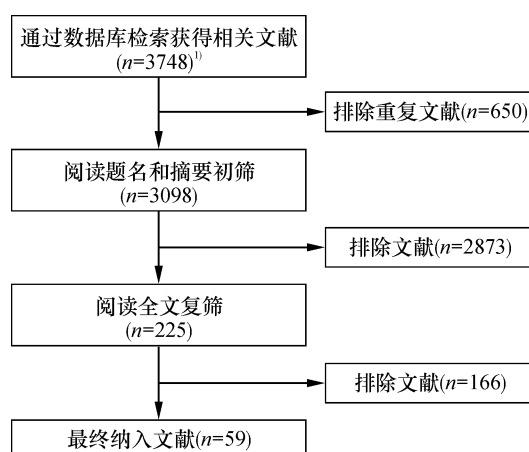 通过数据库检索获得相关文献
(n=3748)1)
排除重复文献(n=650)
阅读题名和摘要初筛
(n=3098)
排除文献(n=2873)
阅读全文复筛
(n=225)
排除文献(n=166)
最终纳入文献(n=59)